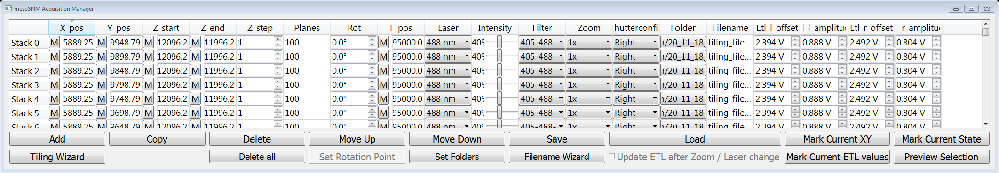 mesoSPIM Acquisition Manager
X_pos Y_pos Z_start Z_end Z_step Planes Rot F_pos Laser Intensity Filter Zoom hutterconfi Folder Filename Etl_l_offset l_l_amplituc Etl_r_offset _r_amplituc
Stack 0 M 5889.25 M 9948.79 M 12096.2 M 11996.2 1 100 0.0° M 95000.0 488 nm 40% 405-488- 1x Right ı/20_11_18_ tiling_file... 2.394 V 0.888 V 2.492 V 0.804 V
Stack 1 M 5889.25 M 9898.79 M 12096.2 M 11996.2 1 100 0.0° M 95000.0 488 nm 40% 405-488- 1x Right ı/20_11_18_ tiling_file... 2.394 V 0.888 V 2.492 V 0.804 V
Stack 2 M 5889.25 M 9848.79 M 12096.2 M 11996.2 1 100 0.0° M 95000.0 488 nm 40% 405-488- 1x Right ı/20_11_18_ tiling_file... 2.394 V 0.888 V 2.492 V 0.804 V
Stack 3 M 5889.25 M 9798.79 M 12096.2 M 11996.2 1 100 0.0° M 95000.0 488 nm 40% 405-488- 1x Right ı/20_11_18_ tiling_file... 2.394 V 0.888 V 2.492 V 0.804 V
Stack 4 M 5889.25 M 9748.79 M 12096.2 M 11996.2 1 100 0.0° M 95000.0 488 nm 40% 405-488- 1x Right ı/20_11_18_ tiling_file... 2.394 V 0.888 V 2.492 V 0.804 V
Stack 5 M 5889.25 M 9698.79 M 12096.2 M 11996.2 1 100 0.0° M 95000.0 488 nm 40% 405-488- 1x Right ı/20_11_18_ tiling_file... 2.394 V 0.888 V 2.492 V 0.804 V
Stack 6 M 5889.25 M 9648.79 M 12096.2 M 11996.2 1 100 0.0° M 95000.0 488 nm 40% 405-488- 1x Right ı/20_11_18_ tiling_file... 2.394 V 0.888 V 2.492 V 0.804 V
Add Copy Delete Move Up Move Down Save Load Mark Current XY Mark Current State
Tiling Wizard Delete all Set Rotation Point Set Folders Filename Wizard Update ETL after Zoom / Laser change Mark Current ETL values Preview Selection